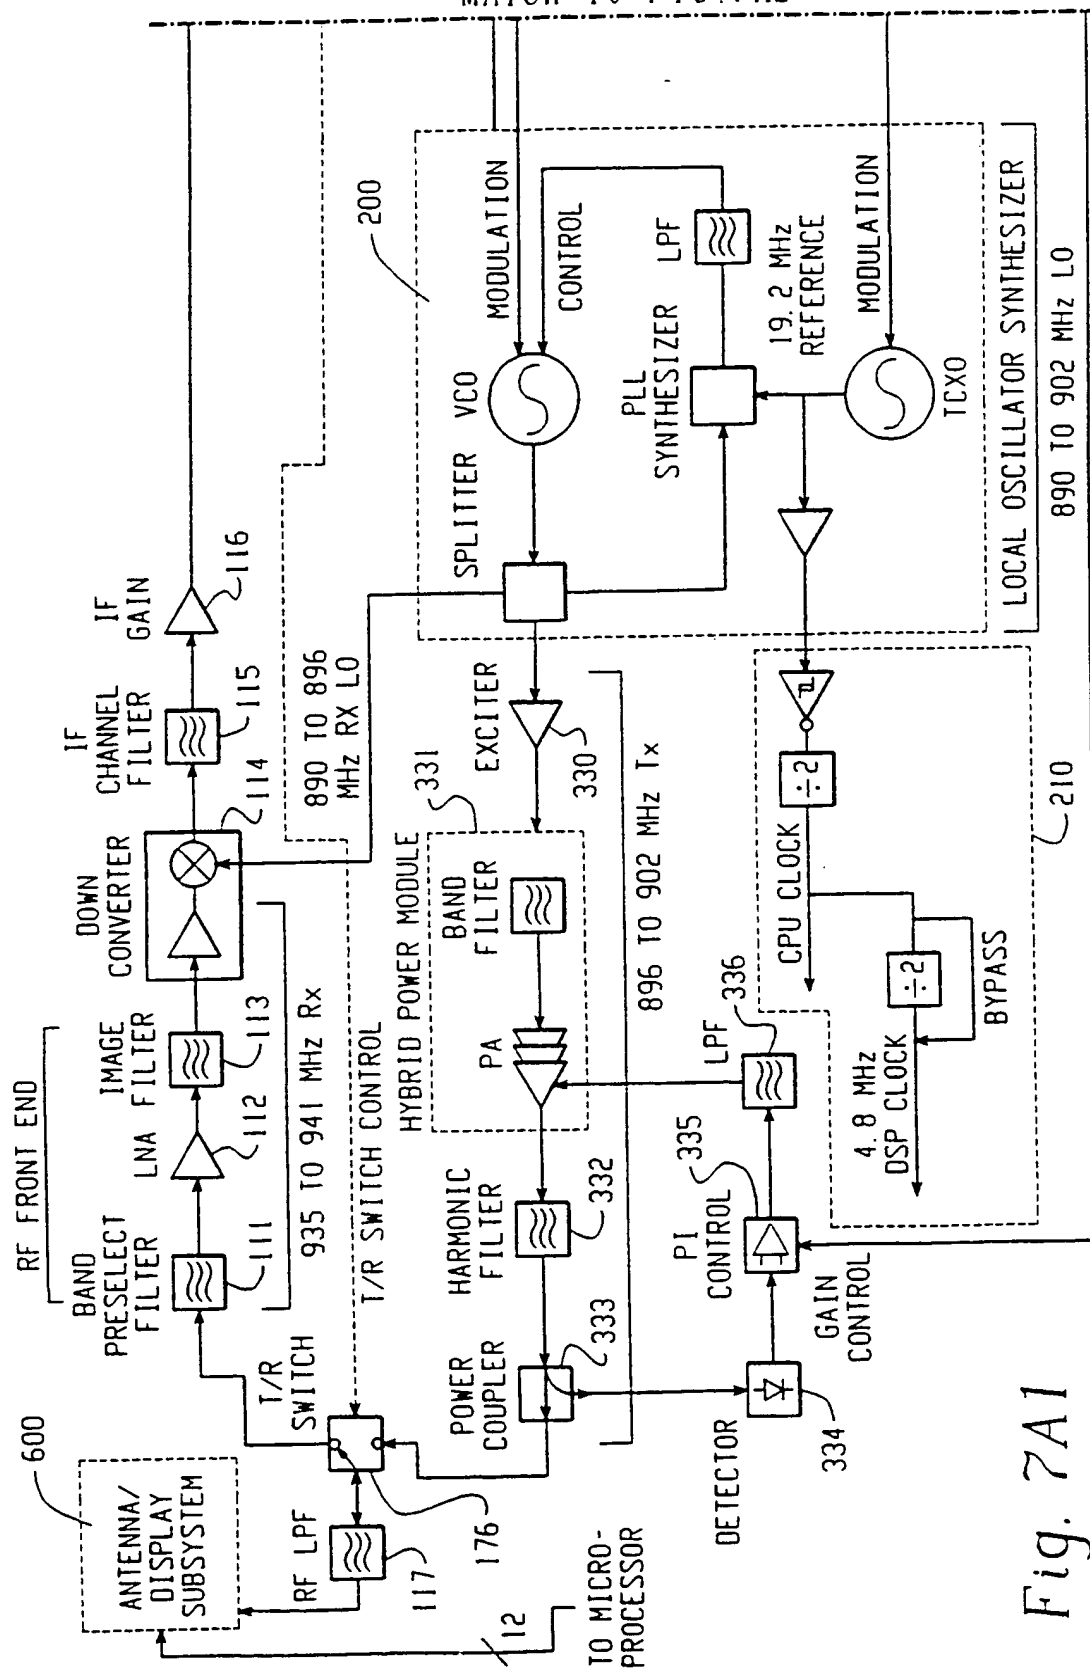 600
ANTENNA/
DISPLAY
SUBSYSTEM
RF LPF
117
176
12
TO MICRO-
PROCESSOR
T/R
SWITCH
T/R SWITCH CONTROL
RF FRONT END
BAND
PRESELECT
FILTER
111
LNA
112
IMAGE
FILTER
113
935 TO 941 MHz Rx
DOWN
CONVERTER
114
IF
CHANNEL
FILTER
115
IF
GAIN
116
890 TO 896
MHz RX LO
POWER
COUPLER
333
HARMONIC
FILTER
332
HYBRID POWER MODULE
331
PA
BAND
FILTER
EXCITER
330
896 TO 902 MHz Tx
SPLITTER
VCO
MODULATION
CONTROL
200
PLL
SYNTHESIZER
LPF
19.2 MHz
REFERENCE
MODULATION
TCXO
LOCAL OSCILLATOR SYNTHESIZER
890 TO 902 MHz LO
DETECTOR
334
PI
CONTROL
335
GAIN
CONTROL
LPF
336
CPU CLOCK
÷2
4.8 MHz
DSP CLOCK
÷2
BYPASS
210
Fig. 7A1